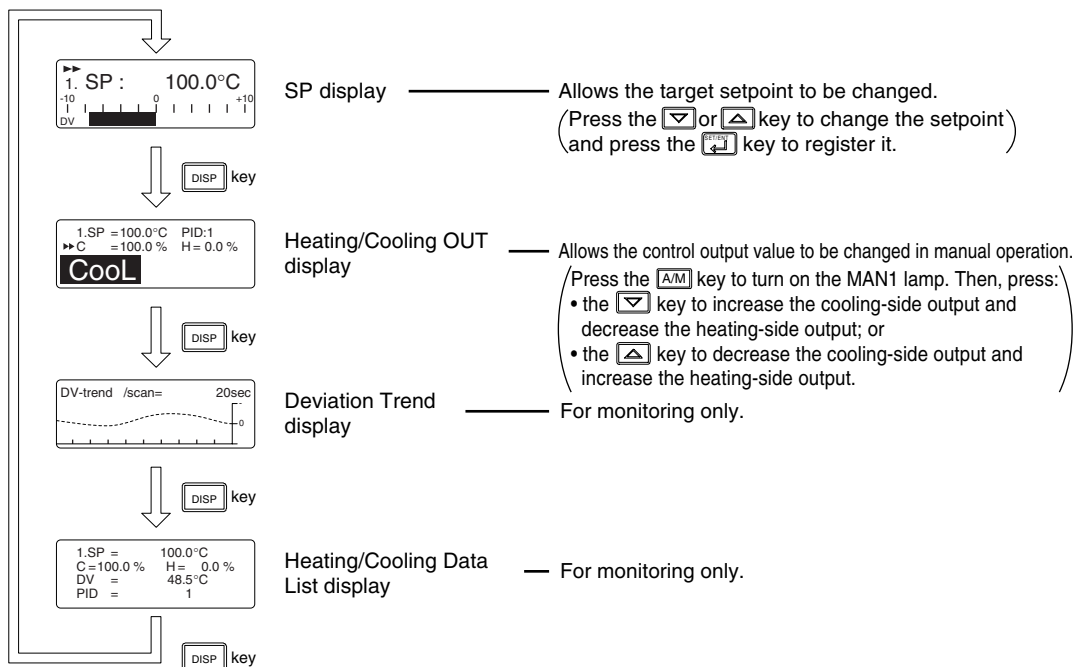 ▶▶
1. SP : 100.0°C
-10 0 +10
DV
SP display
Allows the target setpoint to be changed.
(Press the ▽ or △ key to change the setpoint
and press the SET/ENT key to register it.)
DISP key
1.SP =100.0°C PID:1
▶▶C =100.0 % H= 0.0 %
CooL
Heating/Cooling OUT
display
Allows the control output value to be changed in manual operation.
(Press the A/M key to turn on the MAN1 lamp. Then, press:
• the ▽ key to increase the cooling-side output and
decrease the heating-side output; or
• the △ key to decrease the cooling-side output and
increase the heating-side output.)
DISP key
DV-trend /scan= 20sec
0
Deviation Trend
display
For monitoring only.
DISP key
1.SP = 100.0°C
C=100.0 % H= 0.0 %
DV = 48.5°C
PID = 1
Heating/Cooling Data
List display
For monitoring only.
DISP key